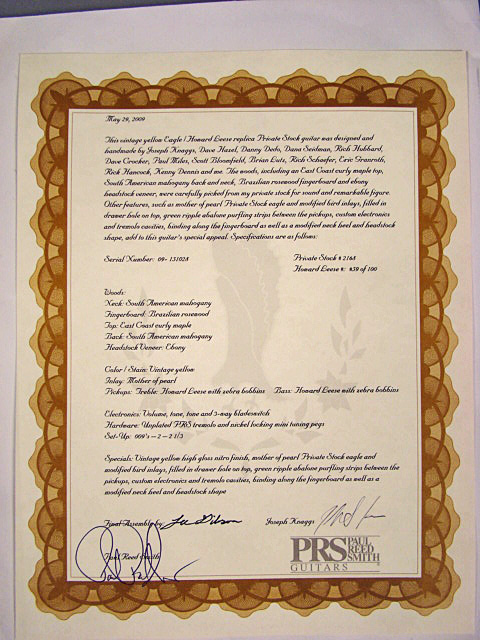 May 29, 2009
This vintage yellow Eagle / Howard Leese replica Private Stock guitar was designed and
handmade by Joseph Knaggs, Dave Hazel, Danny Dedo, Dana Seidman, Rich Hubbard,
Dave Crocker, Paul Miles, Scott Bloomfield, Brian Lutz, Rich Schaefer, Eric Granroth,
Rick Hancock, Kenny Dennis and me. The woods, including an East Coast curly maple top,
South American mahogany back and neck, Brazilian rosewood fingerboard and ebony
headstock veneer, were carefully picked from my private stock for sound and remarkable figure.
Other features, such as mother of pearl Private Stock eagle and modified bird inlays, filled in
drawer hole on top, green ripple abalone purfling strips between the pickups, custom electronics
and tremolo cavities, binding along the fingerboard as well as a modified neck heel and headstock
shape, add to this guitar's special appeal. Specifications are as follows:
Serial Number: 09-151028 Private Stock # 2168
Howard Leese #: #39 of 100
Woods:
Neck: South American mahogany
Fingerboard: Brazilian rosewood
Top: East Coast curly maple
Back: South American mahogany
Headstock Veneer: Ebony
Color / Stain: Vintage yellow
Inlay: Mother of pearl
Pickups: Treble: Howard Leese with zebra bobbins Bass: Howard Leese with zebra bobbins
Electronics: Volume, tone, tone and 3-way bladeswitch
Hardware: Unplated PRS tremolo and nickel locking mini tuning pegs
Set-Up: 009's – 2 – 2 1/3
Specials: Vintage yellow high gloss nitro finish, mother of pearl Private Stock eagle and
modified bird inlays, filled in drawer hole on top, green ripple abalone purfling strips between the
pickups, custom electronics and tremolo cavities, binding along the fingerboard as well as a
modified neck heel and headstock shape
Final Assembly by Joseph Knaggs
Paul Reed Smith
PRS PAUL REED SMITH
GUITARS